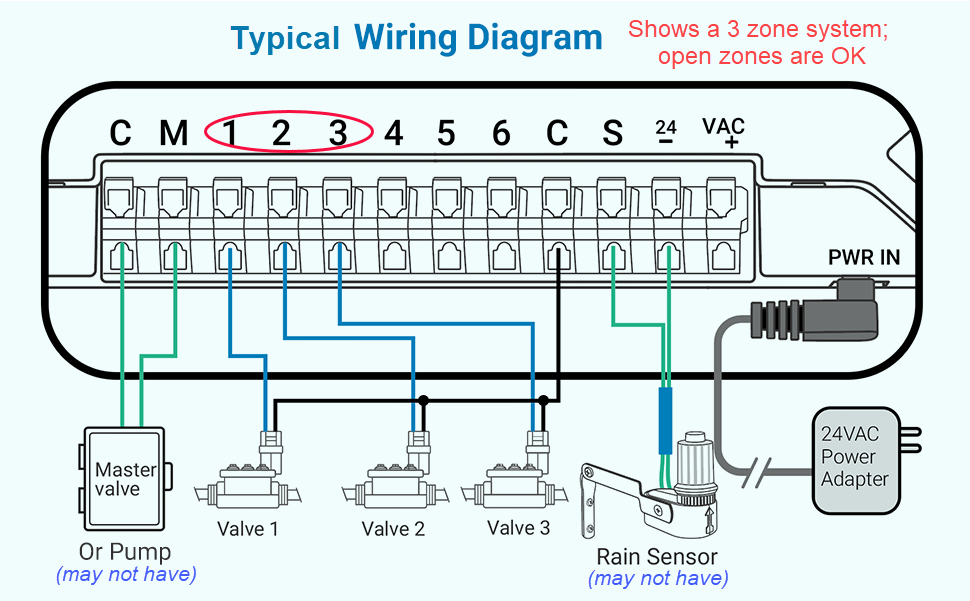 Typical Wiring Diagram
Shows a 3 zone system;
open zones are OK
C M 1 2 3 4 5 6 C S 24 VAC
− +
PWR IN
Master
valve
Or Pump
(may not have)
Valve 1
Valve 2
Valve 3
Rain Sensor
(may not have)
24VAC
Power
Adapter